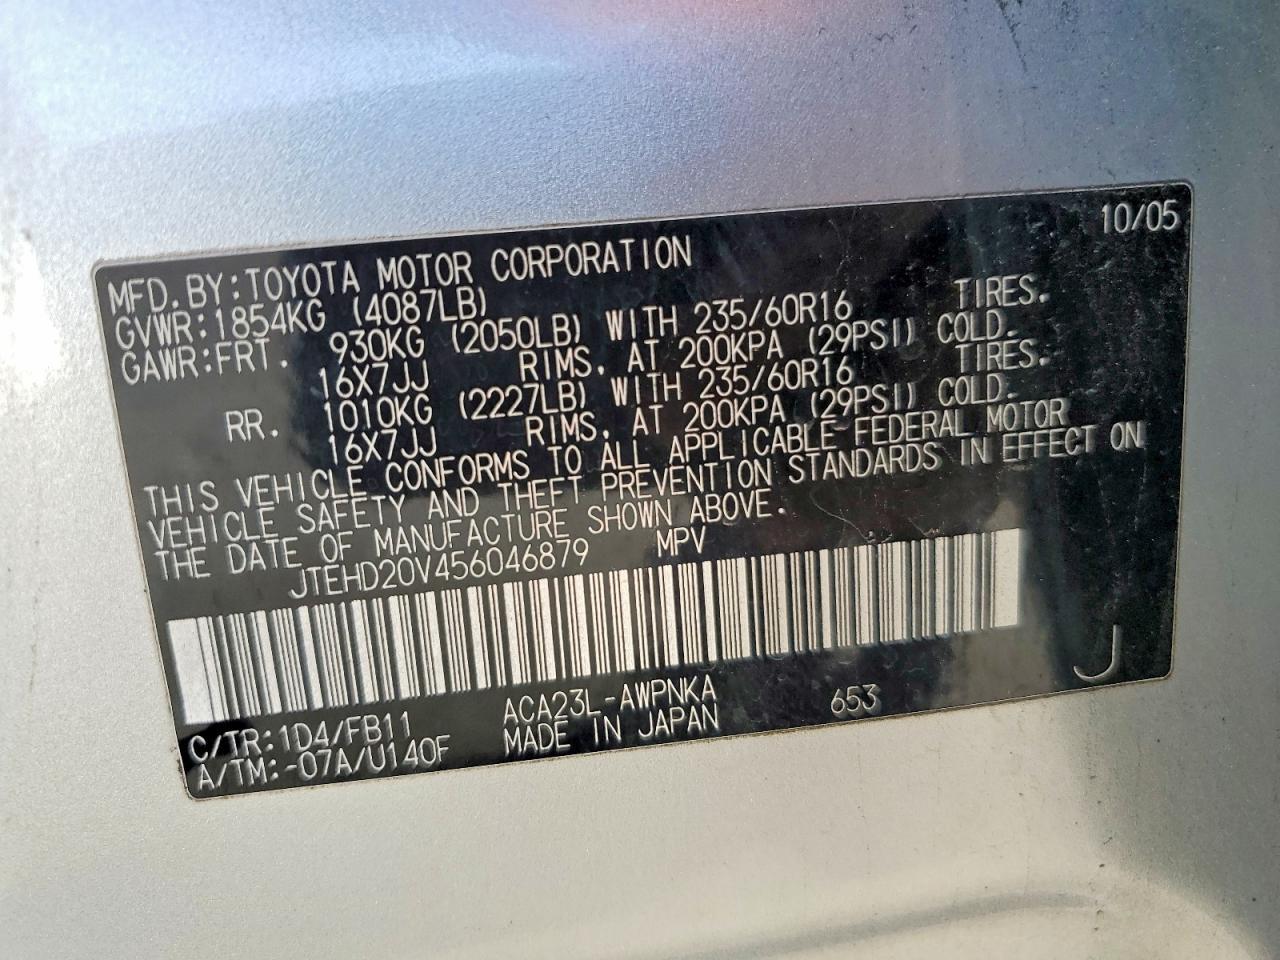 10/05
MFD. BY: TOYOTA MOTOR CORPORATION
GVWR: 1854KG (4087LB)
GAWR: FRT. 930KG (2050LB) WITH 235/60R16 TIRES.
16X7JJ RIMS. AT 200KPA (29PSI) COLD.
RR. 1010KG (2227LB) WITH 235/60R16 TIRES.
16X7JJ RIMS. AT 200KPA (29PSI) COLD.
THIS VEHICLE CONFORMS TO ALL APPLICABLE FEDERAL MOTOR
VEHICLE SAFETY AND THEFT PREVENTION STANDARDS IN EFFECT ON
THE DATE OF MANUFACTURE SHOWN ABOVE.
JTEHD20V456046879 MPV
C/TR: 1D4/FB11 ACA23L-AWPNKA 653 J
A/TM: -07A/U140F MADE IN JAPAN